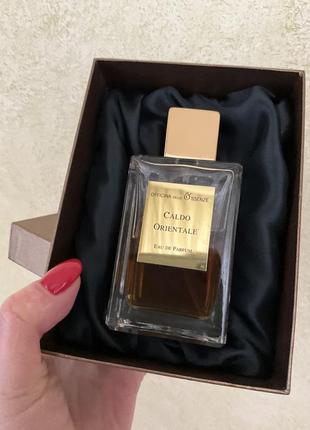 OFFICINA DELLE ESSENZE
CALDO
ORIENTALE
EAU DE PARFUM